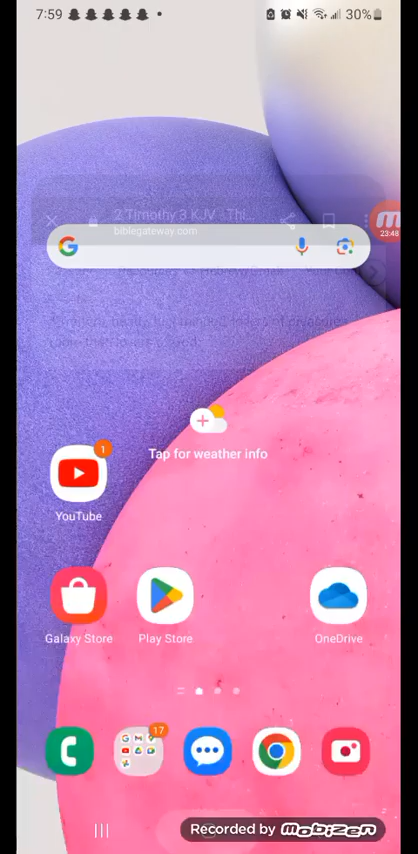 7:59
30%
2 Timothy 3 KJV - Thi...
biblegateway.com
23:48
Tap for weather info
1
YouTube
Galaxy Store
Play Store
OneDrive
17
Recorded by Mobizen